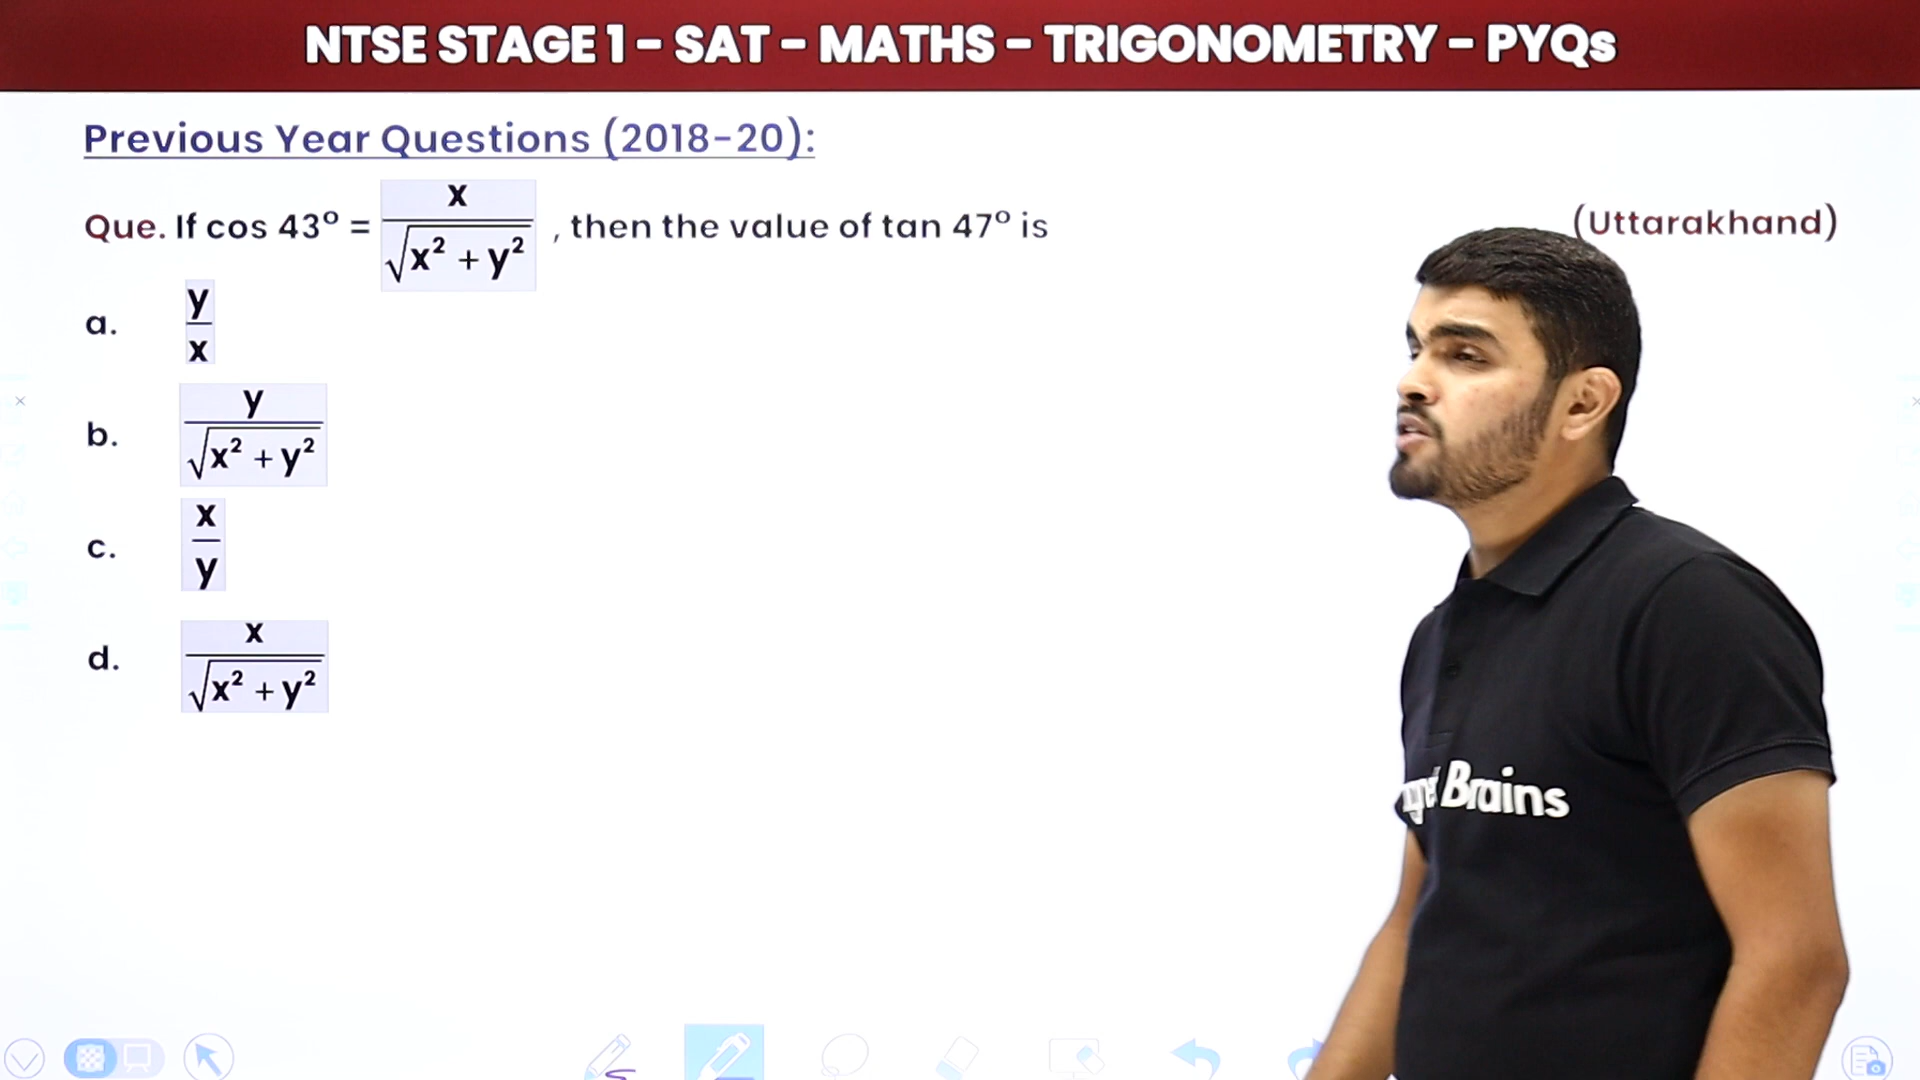 NTSE STAGE 1 – SAT – MATHS – TRIGONOMETRY – PYQs
Previous Year Questions (2018-20):
Que. If cos 43° = x / √(x² + y²) , then the value of tan 47° is (Uttarakhand)
a. y / x
b. y / √(x² + y²)
c. x / y
d. x / √(x² + y²)
Brains